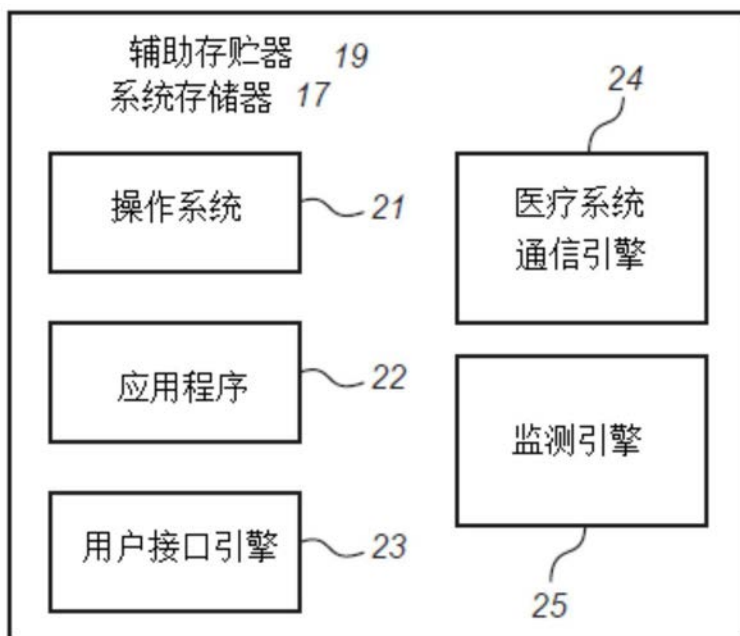 辅助存贮器 19
系统存储器 17
操作系统
21
应用程序
22
用户接口引擎
23
24
医疗系统
通信引擎
监测引擎
25